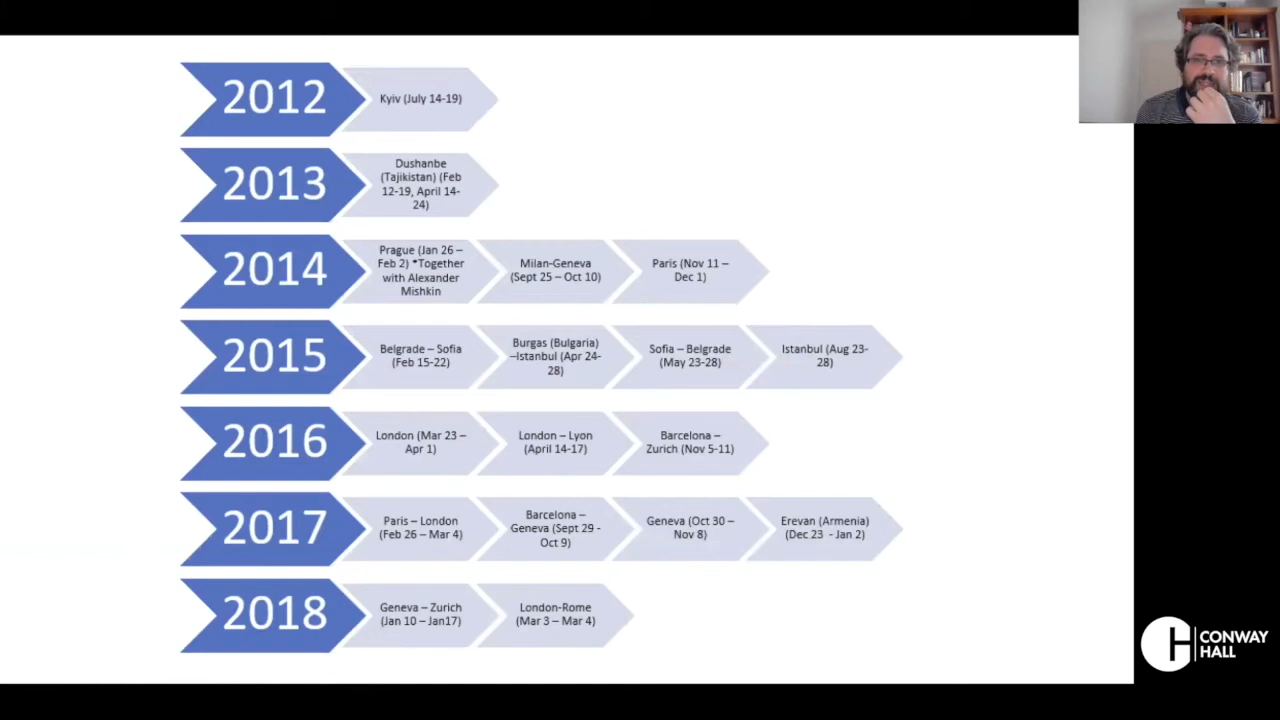 2012
Kyiv (July 14-19)
2013
Dushanbe
(Tajikistan) (Feb
12-19, April 14-
24)
2014
Prague (Jan 26 –
Feb 2) *Together
with Alexander
Mishkin
Milan-Geneva
(Sept 25 – Oct 10)
Paris (Nov 11 –
Dec 1)
2015
Belgrade – Sofia
(Feb 15-22)
Burgas (Bulgaria)
–Istanbul (Apr 24-
28)
Sofia – Belgrade
(May 23-28)
Istanbul (Aug 23-
28)
2016
London (Mar 23 –
Apr 1)
London – Lyon
(April 14-17)
Barcelona –
Zurich (Nov 5-11)
2017
Paris – London
(Feb 26 – Mar 4)
Barcelona –
Geneva (Sept 29 -
Oct 9)
Geneva (Oct 30 –
Nov 8)
Erevan (Armenia)
(Dec 23 - Jan 2)
2018
Geneva – Zurich
(Jan 10 – Jan17)
London-Rome
(Mar 3 – Mar 4)
CONWAY
HALL